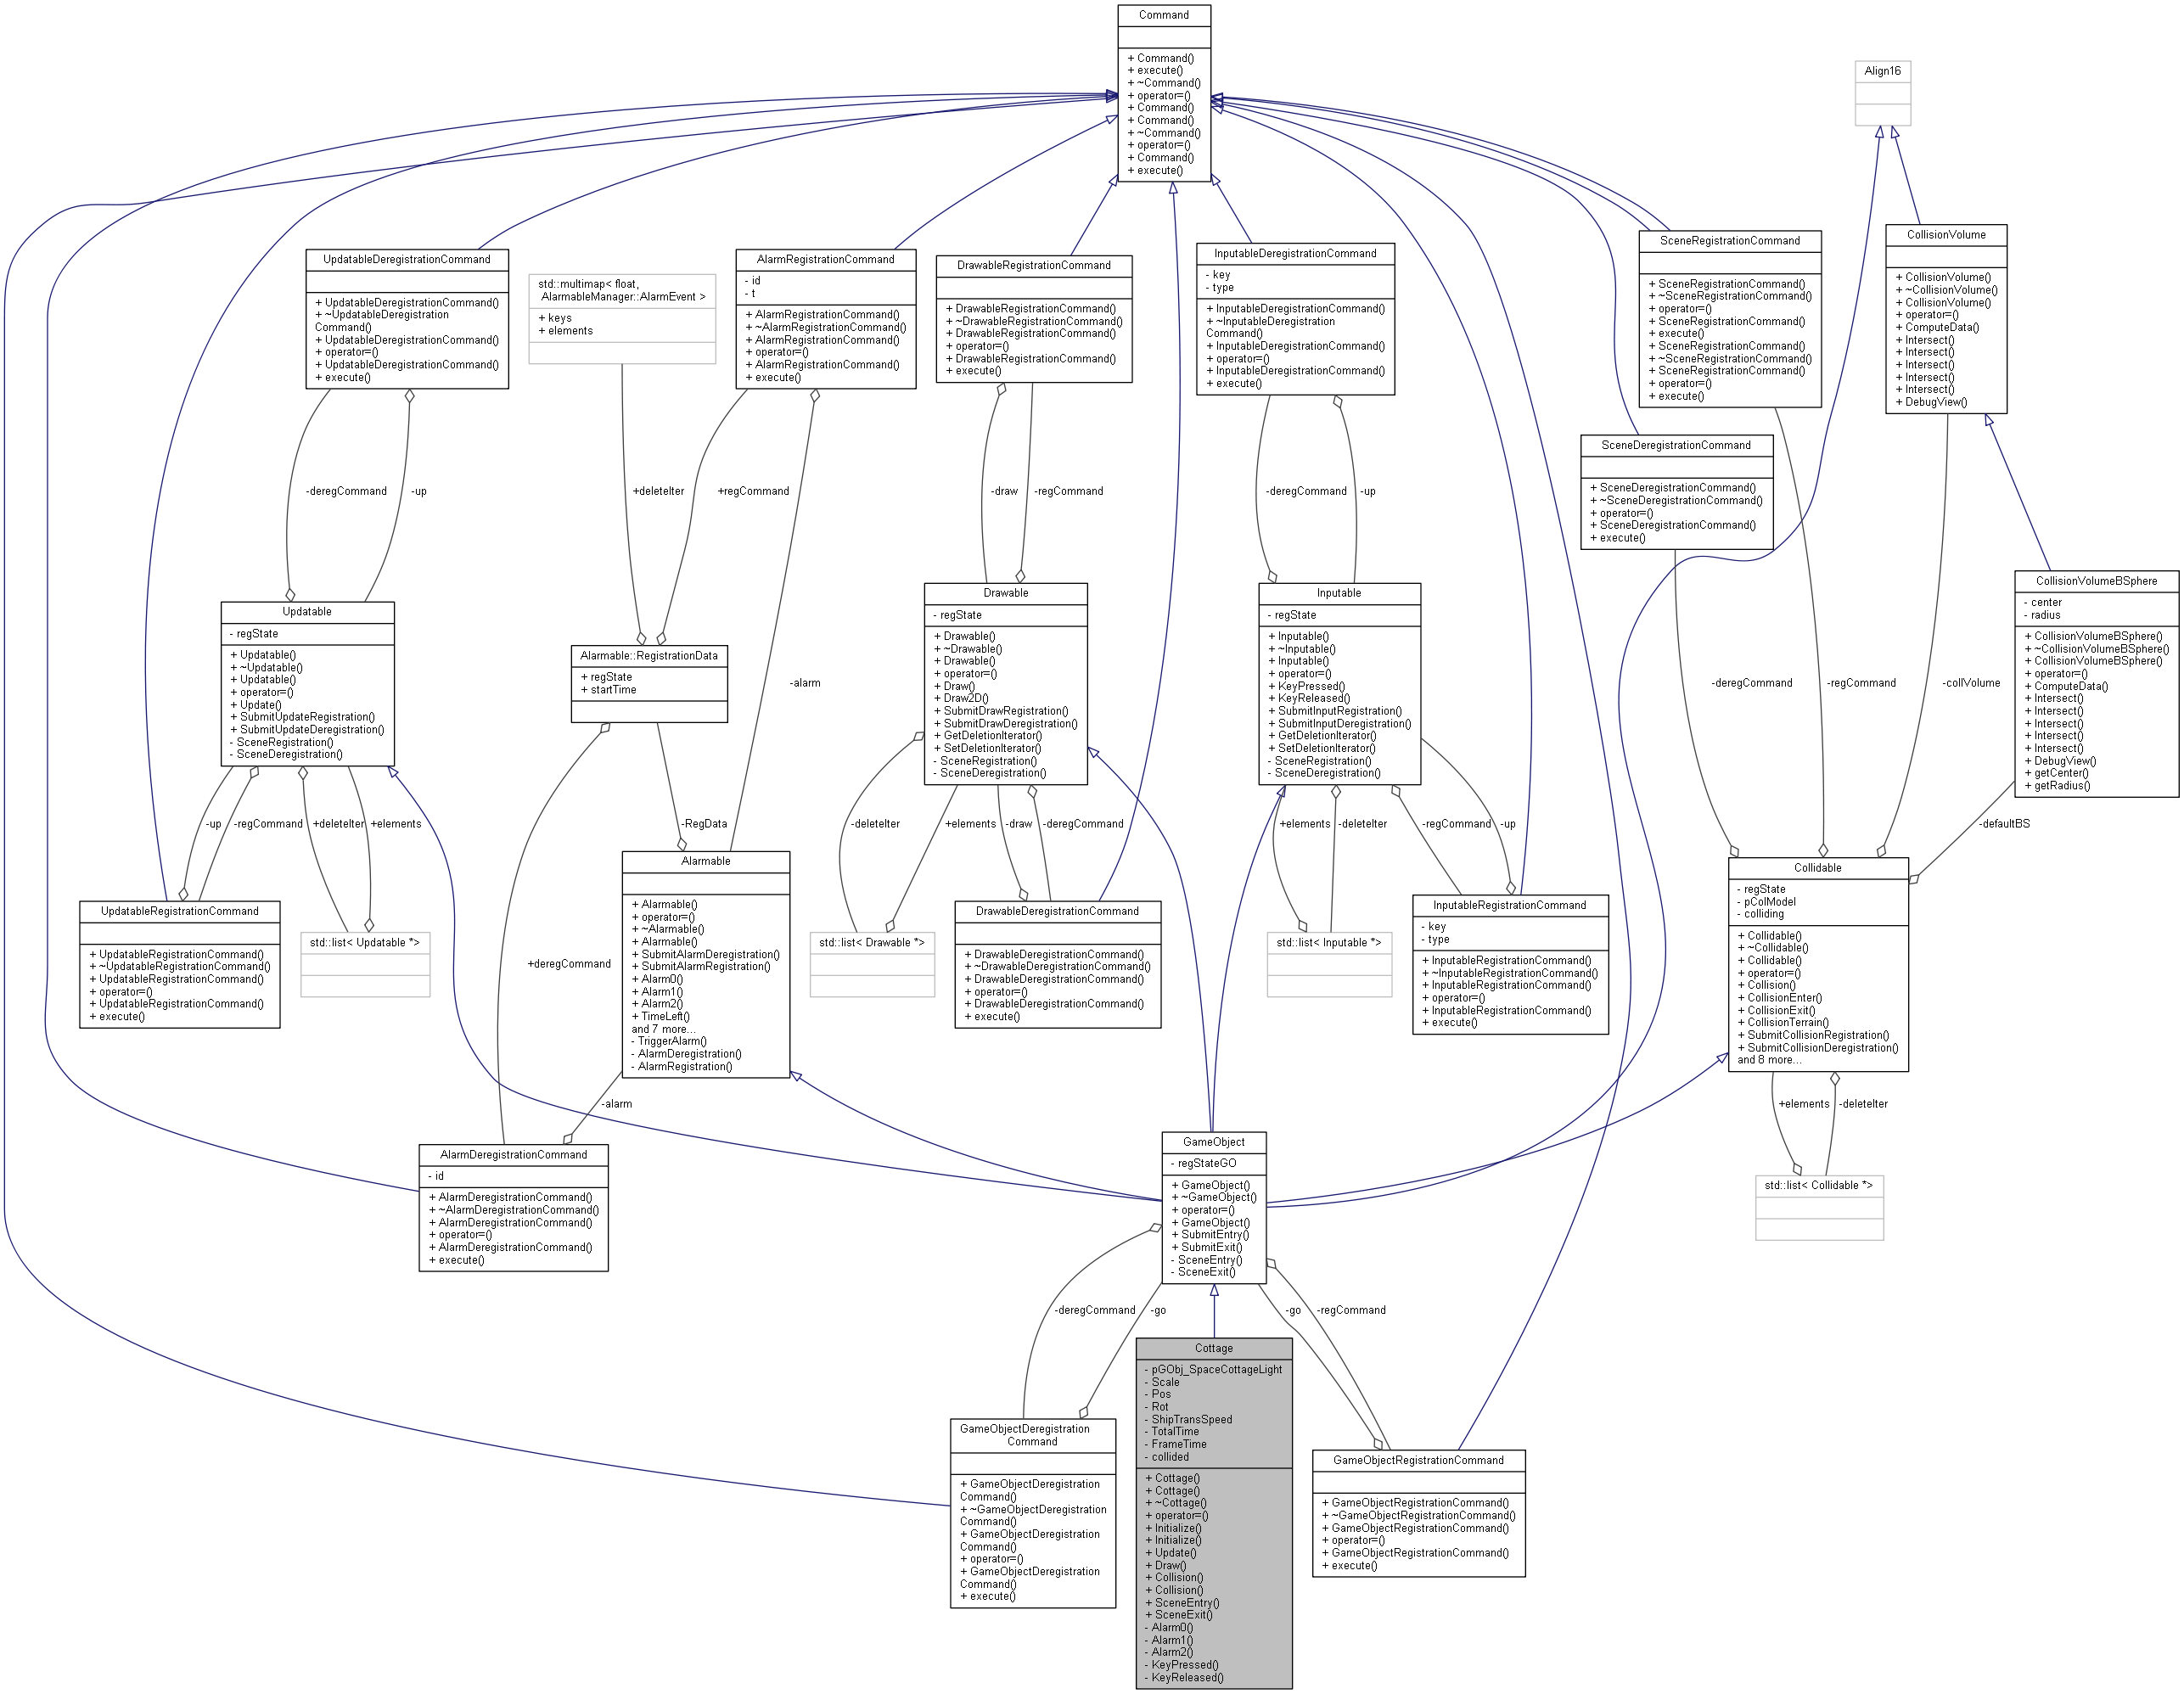 Command
+ Command()
+ execute()
+ ~Command()
+ operator=()
+ Command()
+ Command()
+ ~Command()
+ operator=()
+ Command()
+ execute()
Align16
UpdatableDeregistrationCommand
+ UpdatableDeregistrationCommand()
+ ~UpdatableDeregistration
Command()
+ UpdatableDeregistrationCommand()
+ operator=()
+ UpdatableDeregistrationCommand()
+ execute()
std::multimap< float,
AlarmableManager::AlarmEvent >
+ keys
+ elements
AlarmRegistrationCommand
- id
- t
+ AlarmRegistrationCommand()
+ ~AlarmRegistrationCommand()
+ AlarmRegistrationCommand()
+ operator=()
+ AlarmRegistrationCommand()
+ execute()
DrawableRegistrationCommand
+ DrawableRegistrationCommand()
+ ~DrawableRegistrationCommand()
+ DrawableRegistrationCommand()
+ operator=()
+ DrawableRegistrationCommand()
+ execute()
InputableDeregistrationCommand
- key
- type
+ InputableDeregistrationCommand()
+ ~InputableDeregistration
Command()
+ InputableDeregistrationCommand()
+ operator=()
+ InputableDeregistrationCommand()
+ execute()
SceneRegistrationCommand
+ SceneRegistrationCommand()
+ ~SceneRegistrationCommand()
+ operator=()
+ SceneRegistrationCommand()
+ execute()
+ SceneRegistrationCommand()
+ ~SceneRegistrationCommand()
+ SceneRegistrationCommand()
+ operator=()
+ execute()
CollisionVolume
+ CollisionVolume()
+ ~CollisionVolume()
+ CollisionVolume()
+ operator=()
+ ComputeData()
+ Intersect()
+ Intersect()
+ Intersect()
+ Intersect()
+ Intersect()
+ DebugView()
SceneDeregistrationCommand
+ SceneDeregistrationCommand()
+ ~SceneDeregistrationCommand()
+ operator=()
+ SceneDeregistrationCommand()
+ execute()
-deregCommand
-up
+deleteIter
+regCommand
-draw
-regCommand
-deregCommand
-up
CollisionVolumeBSphere
- center
- radius
+ CollisionVolumeBSphere()
+ ~CollisionVolumeBSphere()
+ CollisionVolumeBSphere()
+ operator=()
+ ComputeData()
+ Intersect()
+ Intersect()
+ Intersect()
+ Intersect()
+ Intersect()
+ DebugView()
+ getCenter()
+ getRadius()
Updatable
- regState
+ Updatable()
+ ~Updatable()
+ Updatable()
+ operator=()
+ Update()
+ SubmitUpdateRegistration()
+ SubmitUpdateDeregistration()
- SceneRegistration()
- SceneDeregistration()
Alarmable::RegistrationData
+ regState
+ startTime
Drawable
- regState
+ Drawable()
+ ~Drawable()
+ Drawable()
+ operator=()
+ Draw()
+ Draw2D()
+ SubmitDrawRegistration()
+ SubmitDrawDeregistration()
+ GetDeletionIterator()
+ SetDeletionIterator()
- SceneRegistration()
- SceneDeregistration()
Inputable
- regState
+ Inputable()
+ ~Inputable()
+ Inputable()
+ operator=()
+ KeyPressed()
+ KeyReleased()
+ SubmitInputRegistration()
+ SubmitInputDeregistration()
+ GetDeletionIterator()
+ SetDeletionIterator()
- SceneRegistration()
- SceneDeregistration()
-alarm
-deregCommand
-regCommand
-collVolume
-up
-regCommand
+deleteIter
+elements
-RegData
-deleteIter
+elements
-draw
-deregCommand
+elements
-deleteIter
-regCommand
-up
-defaultBS
UpdatableRegistrationCommand
+ UpdatableRegistrationCommand()
+ ~UpdatableRegistrationCommand()
+ UpdatableRegistrationCommand()
+ operator=()
+ UpdatableRegistrationCommand()
+ execute()
std::list< Updatable *>
Alarmable
+ Alarmable()
+ operator=()
+ ~Alarmable()
+ Alarmable()
+ SubmitAlarmDeregistration()
+ SubmitAlarmRegistration()
+ Alarm0()
+ Alarm1()
+ Alarm2()
+ TimeLeft()
and 7 more...
- TriggerAlarm()
- AlarmDeregistration()
- AlarmRegistration()
std::list< Drawable *>
DrawableDeregistrationCommand
+ DrawableDeregistrationCommand()
+ ~DrawableDeregistrationCommand()
+ DrawableDeregistrationCommand()
+ operator=()
+ DrawableDeregistrationCommand()
+ execute()
std::list< Inputable *>
InputableRegistrationCommand
- key
- type
+ InputableRegistrationCommand()
+ ~InputableRegistrationCommand()
+ InputableRegistrationCommand()
+ operator=()
+ InputableRegistrationCommand()
+ execute()
Collidable
- regState
- pColModel
- colliding
+ Collidable()
+ ~Collidable()
+ Collidable()
+ operator=()
+ Collision()
+ CollisionEnter()
+ CollisionExit()
+ CollisionTerrain()
+ SubmitCollisionRegistration()
+ SubmitCollisionDeregistration()
and 8 more...
+deregCommand
-alarm
+elements
-deleteIter
AlarmDeregistrationCommand
- id
+ AlarmDeregistrationCommand()
+ ~AlarmDeregistrationCommand()
+ AlarmDeregistrationCommand()
+ operator=()
+ AlarmDeregistrationCommand()
+ execute()
GameObject
- regStateGO
+ GameObject()
+ ~GameObject()
+ operator=()
+ GameObject()
+ SubmitEntry()
+ SubmitExit()
- SceneEntry()
- SceneExit()
std::list< Collidable *>
-deregCommand
-go
-go
-regCommand
GameObjectDeregistration
Command
+ GameObjectDeregistration
Command()
+ ~GameObjectDeregistration
Command()
+ GameObjectDeregistration
Command()
+ operator=()
+ GameObjectDeregistration
Command()
+ execute()
Cottage
- pGObj_SpaceCottageLight
- Scale
- Pos
- Rot
- ShipTransSpeed
- TotalTime
- FrameTime
- collided
+ Cottage()
+ Cottage()
+ ~Cottage()
+ operator=()
+ Initialize()
+ Initialize()
+ Update()
+ Draw()
+ Collision()
+ Collision()
+ SceneEntry()
+ SceneExit()
- Alarm0()
- Alarm1()
- Alarm2()
- KeyPressed()
- KeyReleased()
GameObjectRegistrationCommand
+ GameObjectRegistrationCommand()
+ ~GameObjectRegistrationCommand()
+ GameObjectRegistrationCommand()
+ operator=()
+ GameObjectRegistrationCommand()
+ execute()